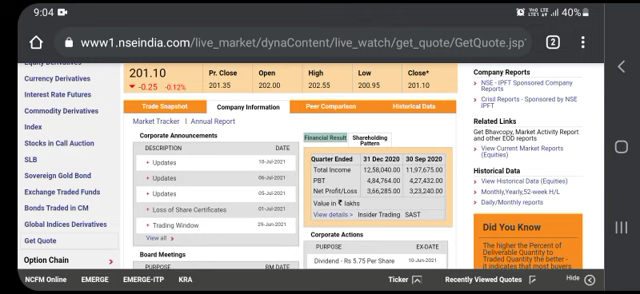 9:04
40%
www1.nseindia.com/live_market/dynaContent/live_watch/get_quote/GetQuote.jsp
2
Equity Derivatives
Currency Derivatives
Interest Rate Futures
Commodity Derivatives
Index
Stocks in Call Auction
SLB
Sovereign Gold Bond
Exchange Traded Funds
Bonds Traded in CM
Global Indices Derivatives
Get Quote
Option Chain
201.10
-0.25 -0.12%
Pr. Close Open High Low Close*
201.35 202.00 202.55 200.95 201.10
Trade Snapshot Company Information Peer Comparison Historical Data
Market Tracker | Annual Report
Corporate Announcements
DESCRIPTION DATE
Updates 10-Jul-2021
Updates 06-Jul-2021
Updates 05-Jul-2021
Loss of Share Certificates 01-Jul-2021
Trading Window 29-Jun-2021
View all
Board Meetings
PURPOSE BM DATE
Financial Result Shareholding Pattern
Quarter Ended 31 Dec 2020 30 Sep 2020
Total Income 12,58,040.00 11,97,675.00
PBT 4,84,764.00 4,27,432.00
Net Profit/Loss 3,66,285.00 3,23,240.00
Value in ₹ lakhs
View details > Insider Trading SAST
Corporate Actions
PURPOSE EX-DATE
Dividend - Rs 5.75 Per Share 10-Jun-2021
Company Reports
NSE - IPFT Sponsored Company Reports
Crisil Reports - Sponsored by NSE IPFT
Related Links
Get Bhavcopy, Market Activity Report and other EOD reports
View Current Market Reports (Equities)
Historical Data
View Historical Data (Equities)
Monthly,Yearly,52-week H/L
Daily/Monthly reports
Did You Know
The higher the Percent of
Deliverable Quantity to
Traded Quantity the better -
it indicates that most buyers
NCFM Online EMERGE EMERGE-ITP KRA Ticker Recently Viewed Quotes Hide